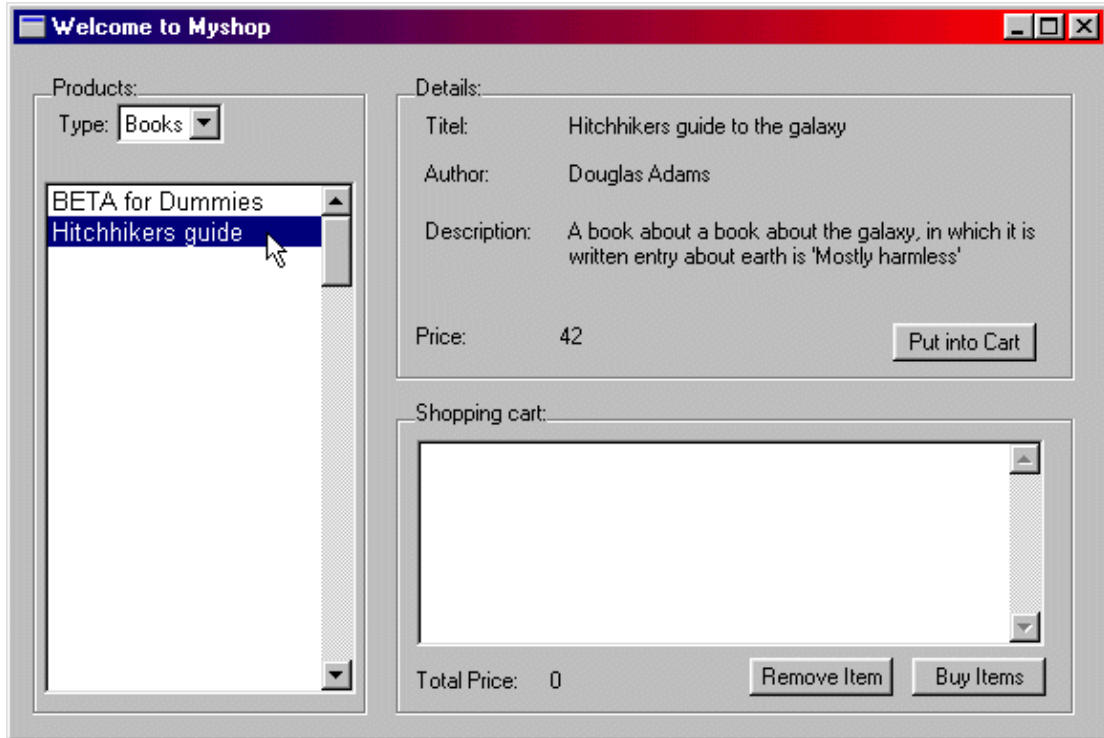 Welcome to Myshop
Products:
Type: Books
BETA for Dummies
Hitchhikers guide
Details:
Titel: Hitchhikers guide to the galaxy
Author: Douglas Adams
Description: A book about a book about the galaxy, in which it is
written entry about earth is 'Mostly harmless'
Price: 42
Put into Cart
Shopping cart:
Total Price: 0
Remove Item
Buy Items